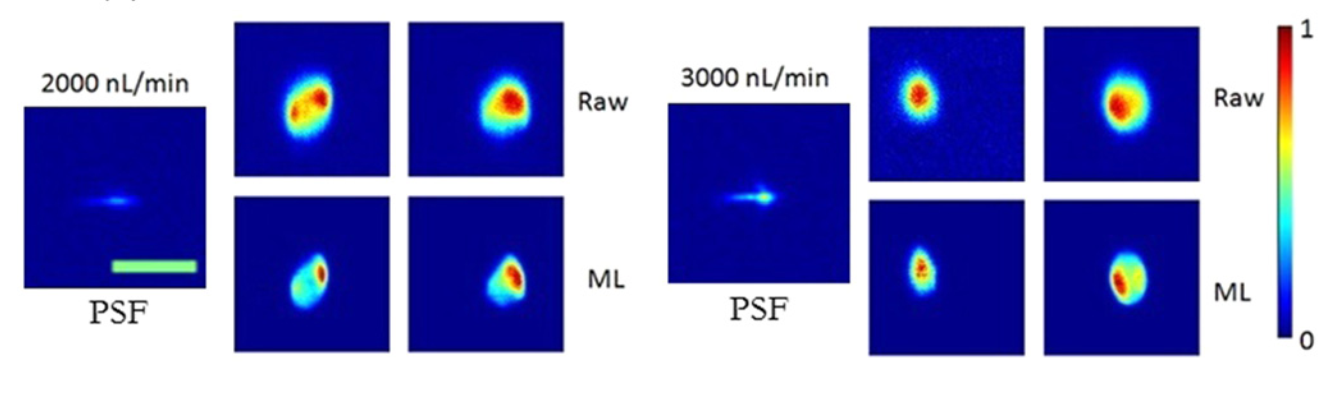 2000 nL/min
PSF
Raw
ML
3000 nL/min
PSF
Raw
ML
1
0